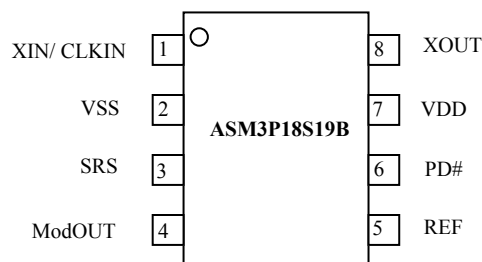 XIN/ CLKIN 1 8 XOUT
VSS 2 7 VDD
ASM3P18S19B
SRS 3 6 PD#
ModOUT 4 5 REF